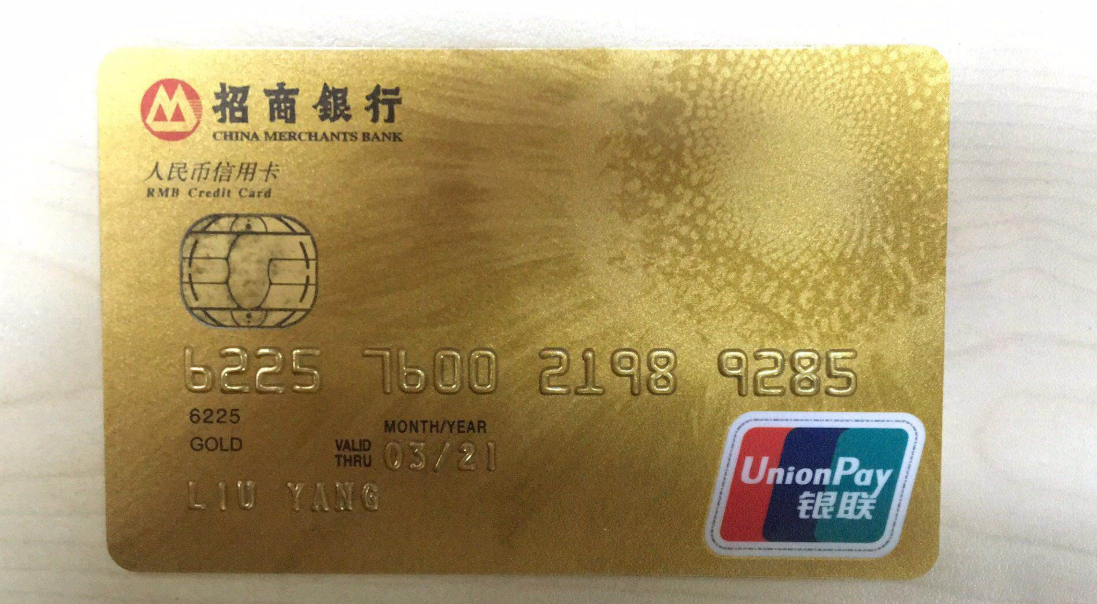 招商銀行
CHINA MERCHANTS BANK
人民币信用卡
RMB Credit Card
6225 7600 2198 9285
6225
GOLD
MONTH/YEAR
VALID THRU 03/21
LIU YANG
UnionPay
银联